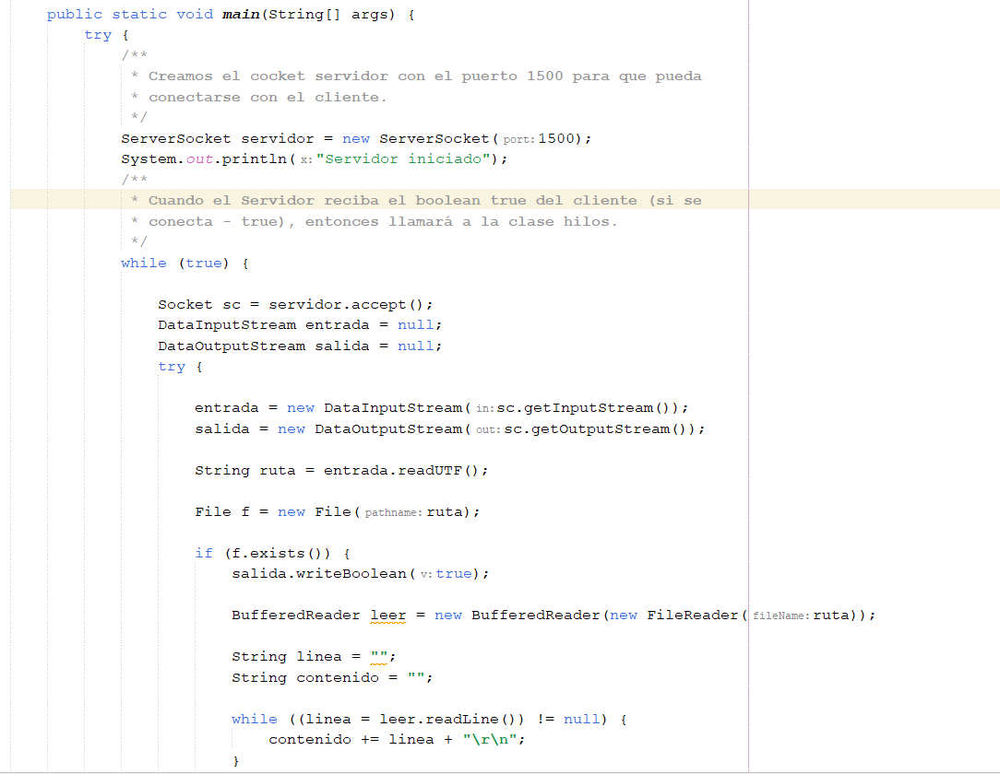 public static void main(String[] args) {
try {
/**
* Creamos el cocket servidor con el puerto 1500 para que pueda
* conectarse con el cliente.
*/
ServerSocket servidor = new ServerSocket( port: 1500);
System.out.println( x: "Servidor iniciado");
/**
* Cuando el Servidor reciba el boolean true del cliente (si se
* conecta - true), entonces llamará a la clase hilos.
*/
while (true) {
Socket sc = servidor.accept();
DataInputStream entrada = null;
DataOutputStream salida = null;
try {
entrada = new DataInputStream( in: sc.getInputStream());
salida = new DataOutputStream( out: sc.getOutputStream());
String ruta = entrada.readUTF();
File f = new File( pathname: ruta);
if (f.exists()) {
salida.writeBoolean( v: true);
BufferedReader leer = new BufferedReader(new FileReader( fileName: ruta));
String linea = "";
String contenido = "";
while ((linea = leer.readLine()) != null) {
contenido += linea + "\r\n";
}